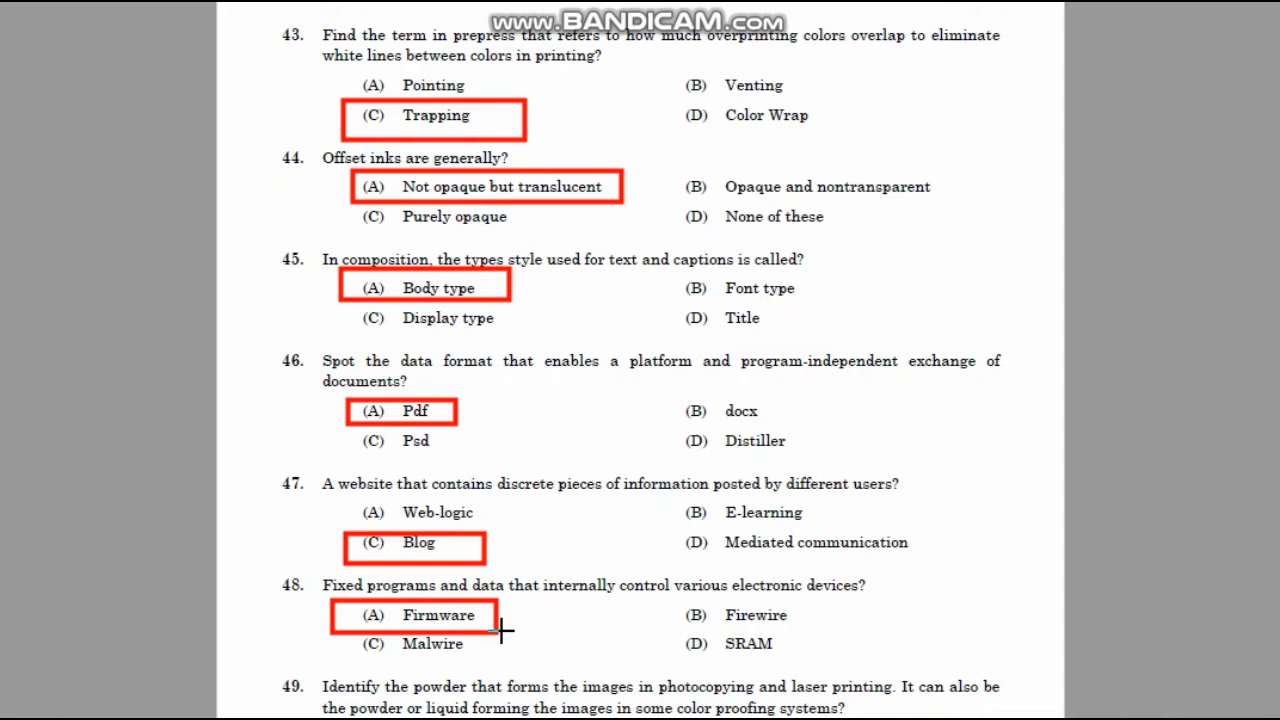 www.BANDICAM.com
43. Find the term in prepress that refers to how much overprinting colors overlap to eliminate
white lines between colors in printing?
(A) Pointing (B) Venting
(C) Trapping (D) Color Wrap
44. Offset inks are generally?
(A) Not opaque but translucent (B) Opaque and nontransparent
(C) Purely opaque (D) None of these
45. In composition, the types style used for text and captions is called?
(A) Body type (B) Font type
(C) Display type (D) Title
46. Spot the data format that enables a platform and program-independent exchange of
documents?
(A) Pdf (B) docx
(C) Psd (D) Distiller
47. A website that contains discrete pieces of information posted by different users?
(A) Web-logic (B) E-learning
(C) Blog (D) Mediated communication
48. Fixed programs and data that internally control various electronic devices?
(A) Firmware (B) Firewire
(C) Malwire (D) SRAM
49. Identify the powder that forms the images in photocopying and laser printing. It can also be
the powder or liquid forming the images in some color proofing systems?